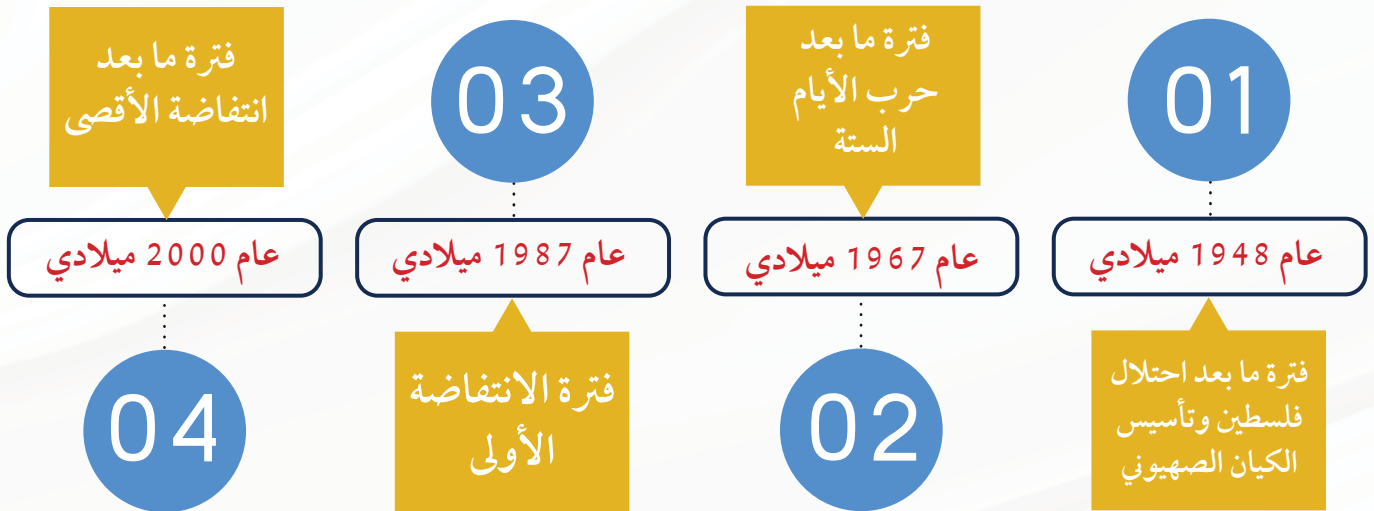 01
عام 1948 ميلادي
فترة ما بعد احتلال
فلسطين وتأسيس
الكيان الصهيوني
فترة ما بعد
حرب الأيام
الستة
عام 1967 ميلادي
02
03
عام 1987 ميلادي
فترة الانتفاضة
الأولى
فترة ما بعد
انتفاضة الأقصى
عام 2000 ميلادي
04